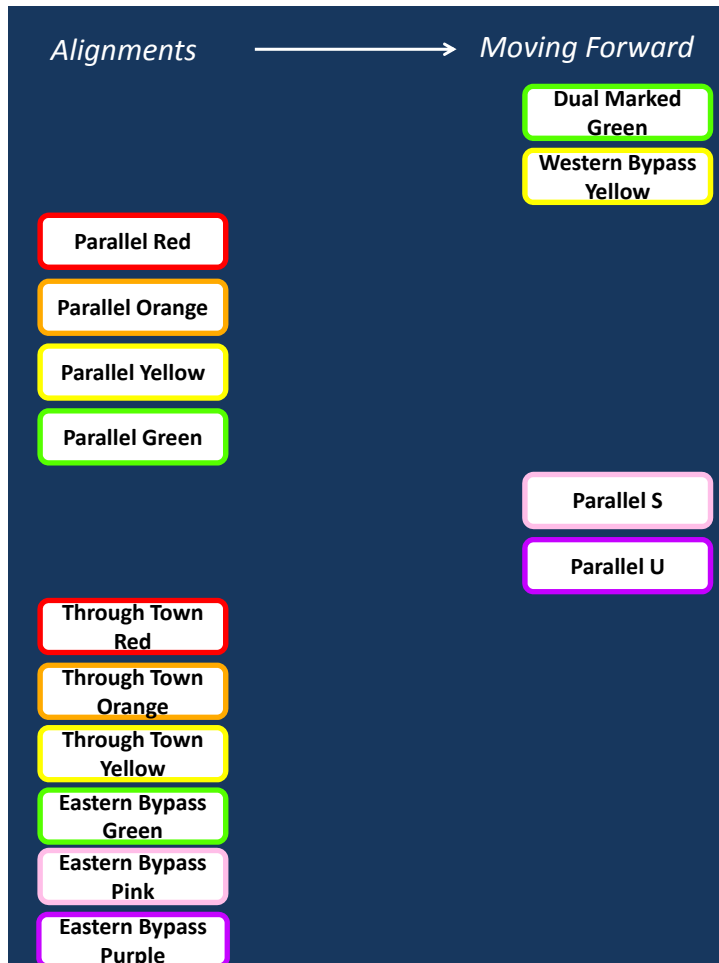 Alignments
Moving Forward
Dual Marked
Green
Western Bypass
Yellow
Parallel Red
Parallel Orange
Parallel Yellow
Parallel Green
Parallel S
Parallel U
Through Town
Red
Through Town
Orange
Through Town
Yellow
Eastern Bypass
Green
Eastern Bypass
Pink
Eastern Bypass
Purple